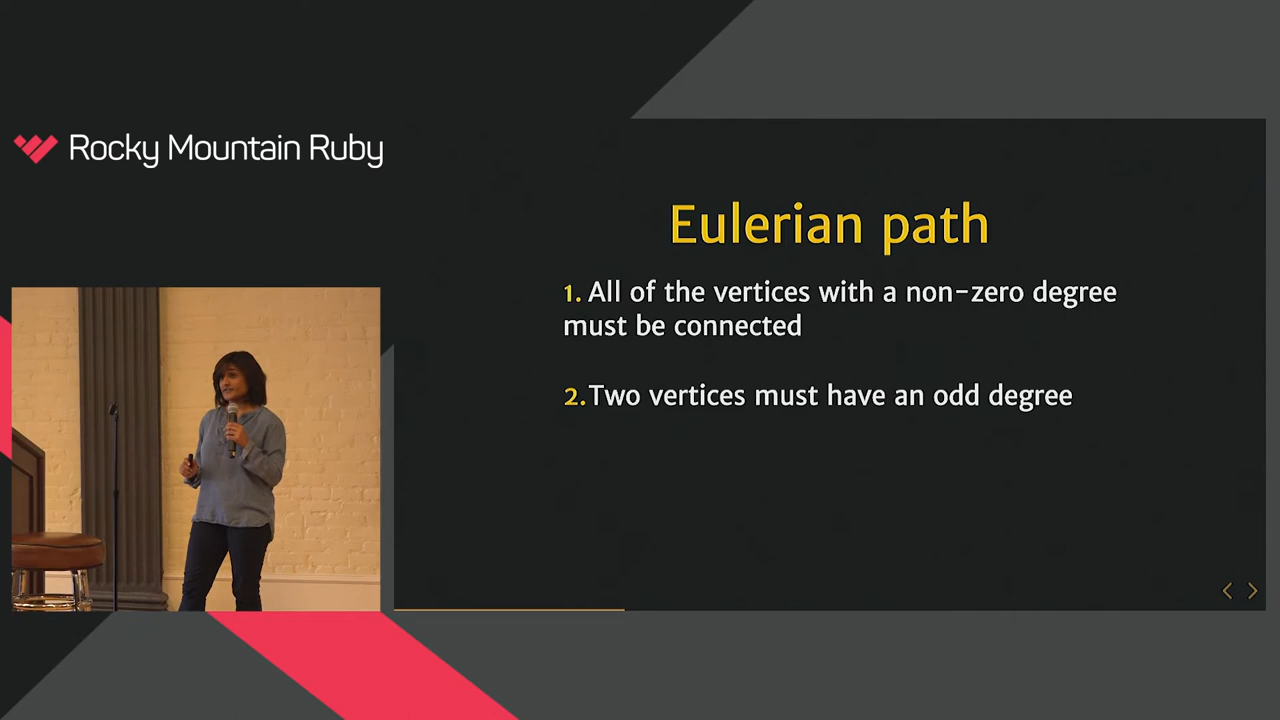 Rocky Mountain Ruby
Eulerian path
1. All of the vertices with a non-zero degree
must be connected
2.Two vertices must have an odd degree